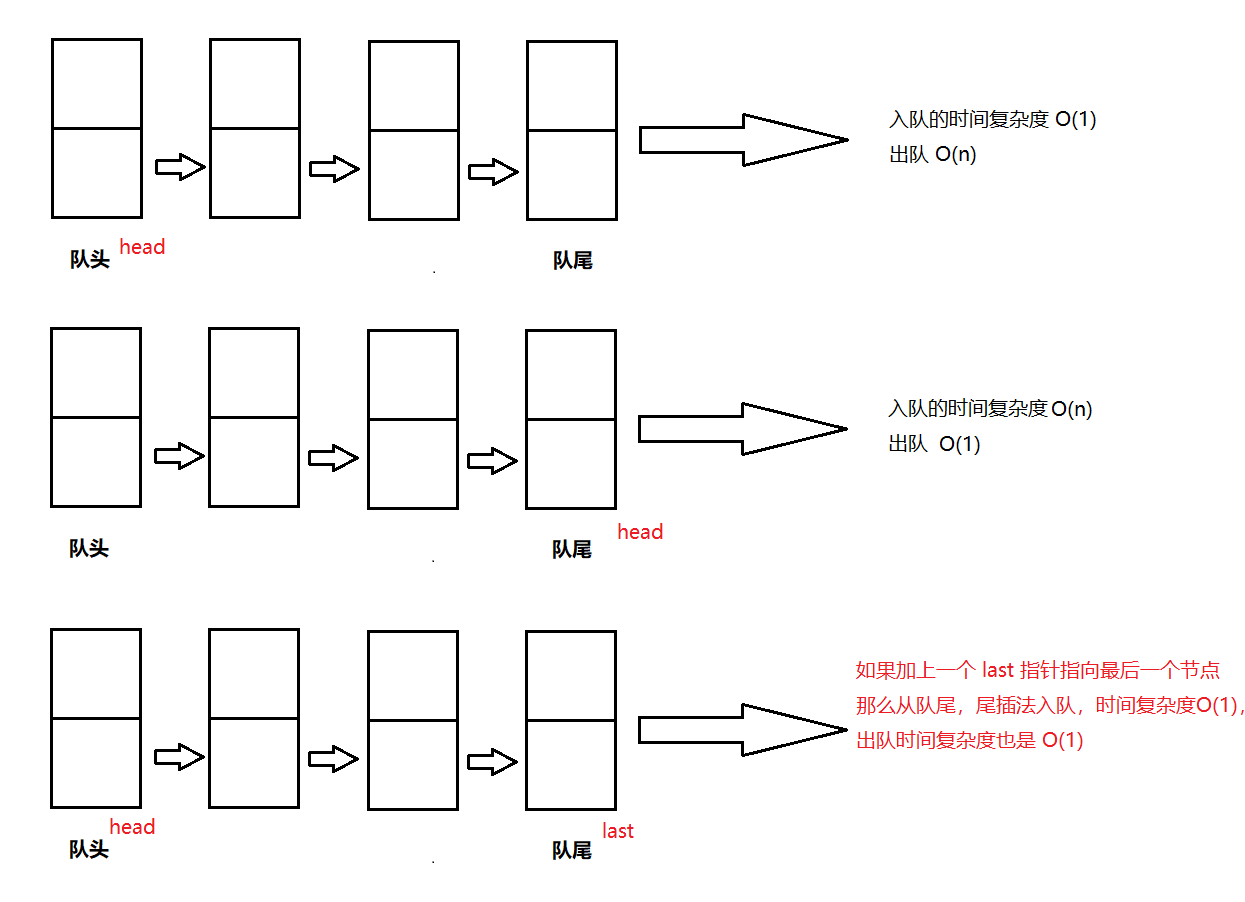 入队的时间复杂度 O(1)
出队 O(n)
队头 head
队尾
入队的时间复杂度O(n)
出队 O(1)
队头
队尾 head
如果加上一个 last 指针指向最后一个节点
那么从队尾，尾插法入队，时间复杂度O(1)，
出队时间复杂度也是 O(1)
队头 head
队尾 last